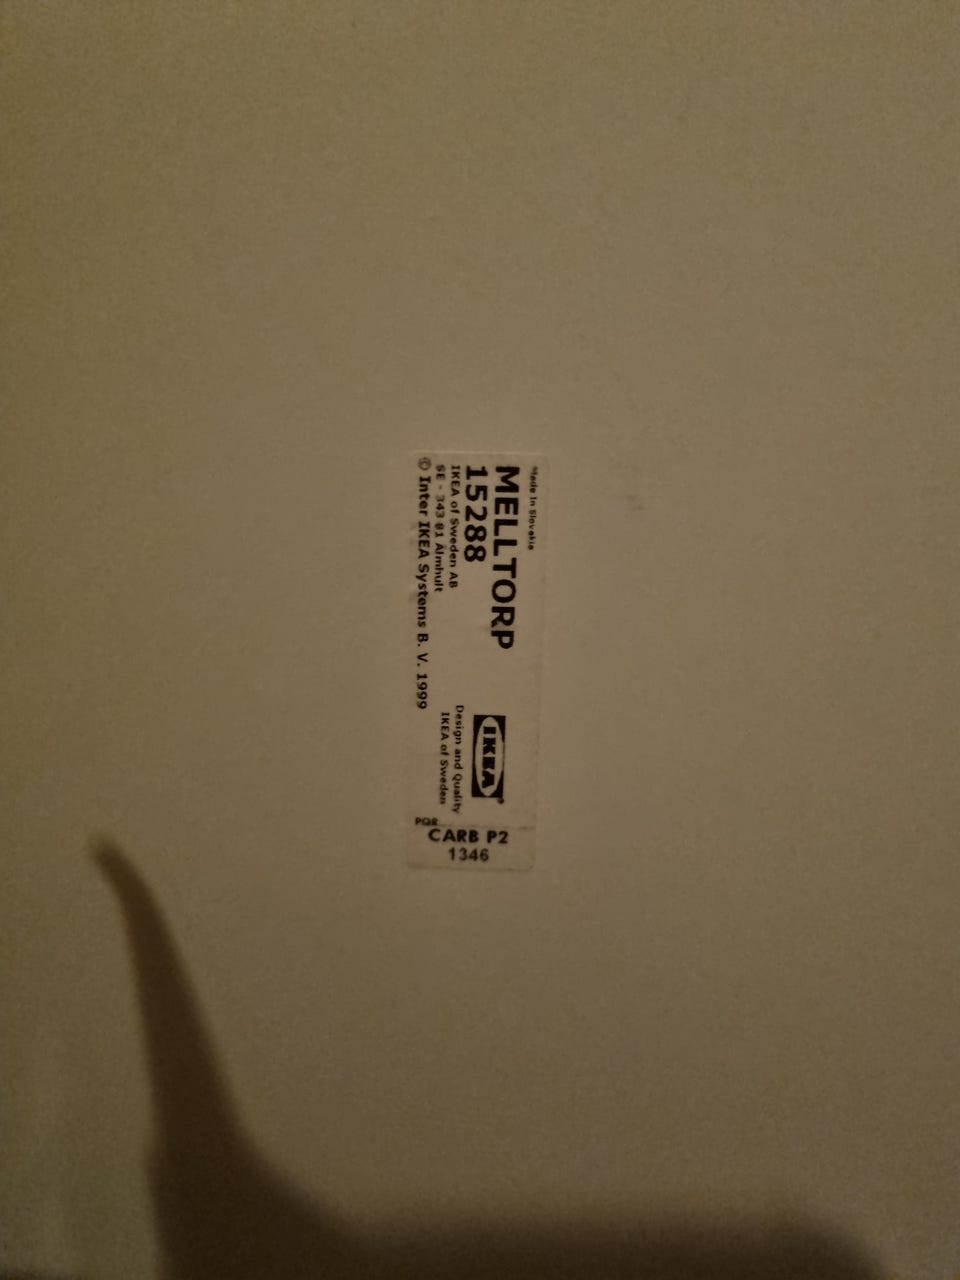 Made in Slovakia
MELLTORP
15288
IKEA of Sweden AB
SE - 343 81 Älmhult
© Inter IKEA Systems B. V. 1999
IKEA®
Design and Quality
IKEA of Sweden
PQR
CARB P2
1346